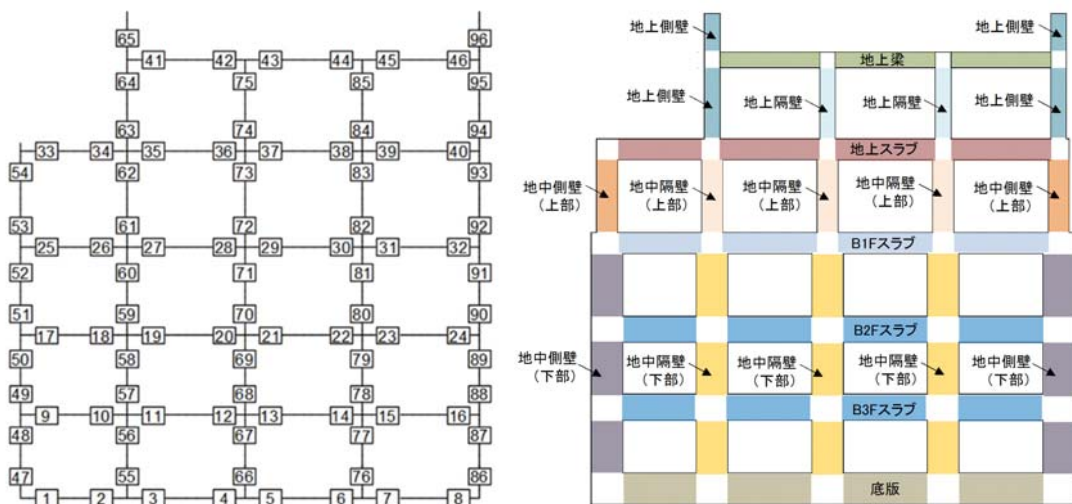 65 96
41 42 43 44 45 46
64 75 85 95
63 74 84 94
33 34 35 36 37 38 39 40
54 62 73 83 93
53 61 72 82 92
25 26 27 28 29 30 31 32
52 60 71 81 91
51 59 70 80 90
17 18 19 20 21 22 23 24
50 58 69 79 89
49 57 68 78 88
9 10 11 12 13 14 15 16
48 56 67 77 87
47 55 66 76 86
1 2 3 4 5 6 7 8
地上側壁
地上側壁
地上梁
地上側壁
地上隔壁
地上隔壁
地上側壁
地上スラブ
地中側壁
(上部)
地中隔壁
(上部)
地中隔壁
(上部)
地中隔壁
(上部)
地中側壁
(上部)
B1Fスラブ
B2Fスラブ
地中側壁
(下部)
地中隔壁
(下部)
地中隔壁
(下部)
地中隔壁
(下部)
地中側壁
(下部)
B3Fスラブ
底版